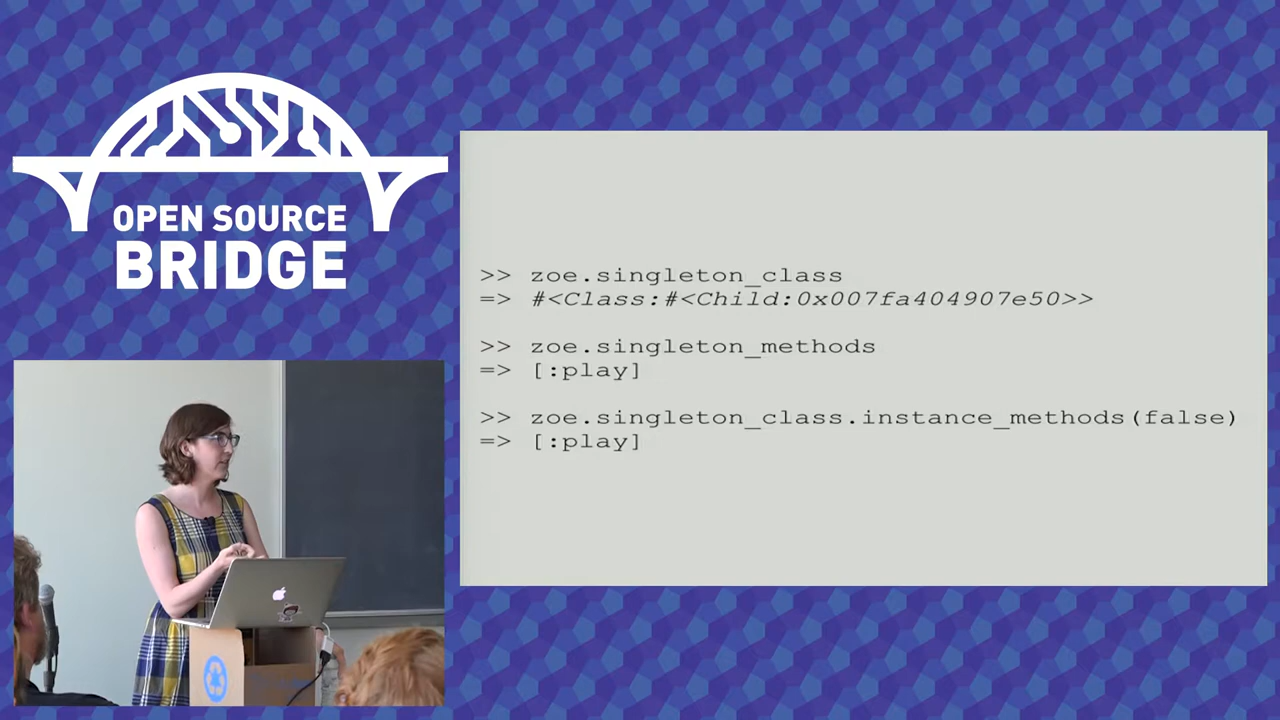 OPEN SOURCE
BRIDGE
>> zoe.singleton_class
=> #<Class:#<Child:0x007fa404907e50>>
>> zoe.singleton_methods
=> [:play]
>> zoe.singleton_class.instance_methods(false)
=> [:play]